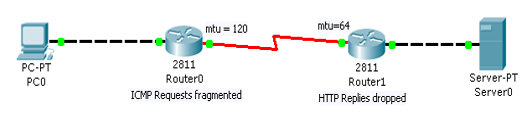 mtu = 120
mtu=64
PC-PT
PC0
2811
Router0
ICMP Requests fragmented
2811
Router1
HTTP Replies dropped
Server-PT
Server0